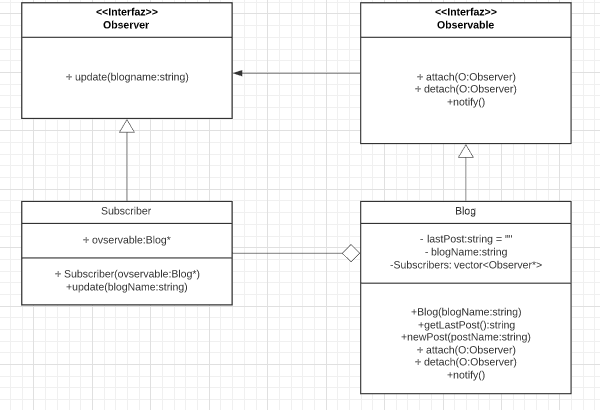 <<Interfaz>>
Observer
+ update(blogname:string)
<<Interfaz>>
Observable
+ attach(O:Observer)
+ detach(O:Observer)
+notify()
Subscriber
+ ovservable:Blog*
+ Subscriber(ovservable:Blog*)
+update(blogName:string)
Blog
- lastPost:string = ""
- blogName:string
-Subscribers: vector<Observer*>
+Blog(blogName:string)
+getLastPost():string
+newPost(postName:string)
+ attach(O:Observer)
+ detach(O:Observer)
+notify()